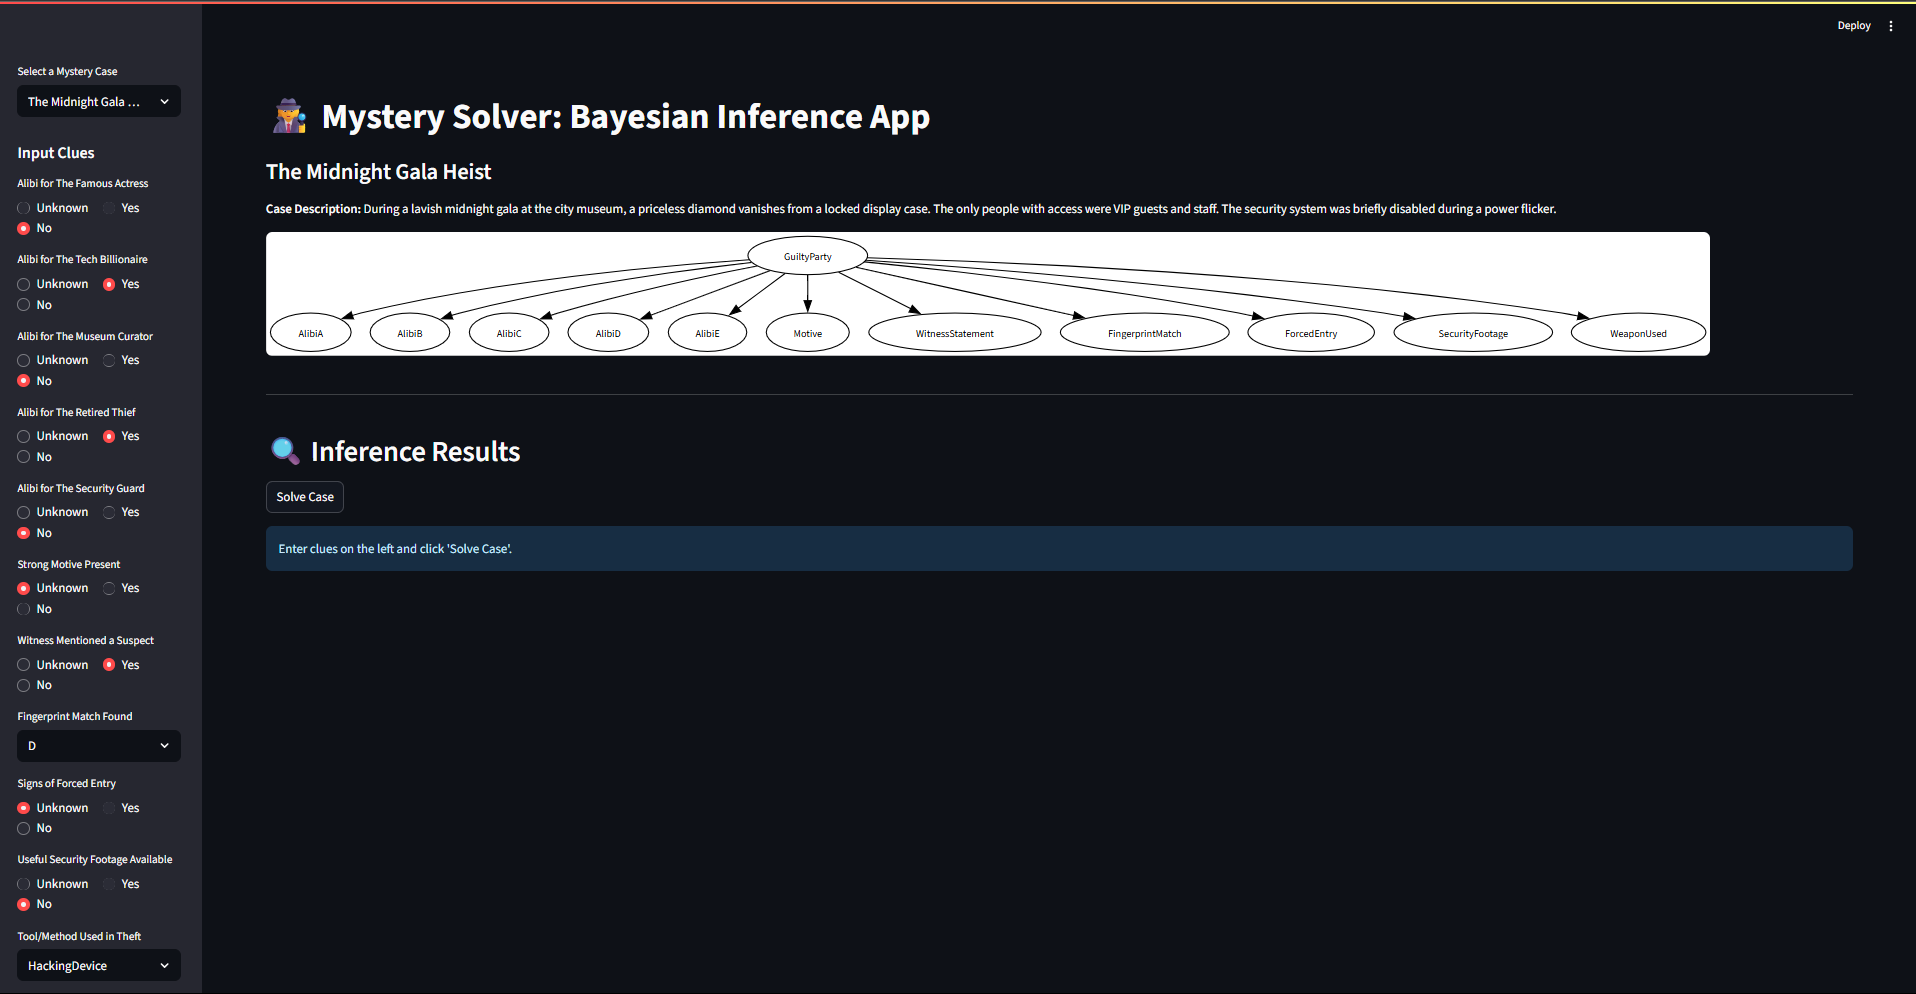 Deploy
Select a Mystery Case
The Midnight Gala ...
Input Clues
Alibi for The Famous Actress
Unknown Yes
No
Alibi for The Tech Billionaire
Unknown Yes
No
Alibi for The Museum Curator
Unknown Yes
No
Alibi for The Retired Thief
Unknown Yes
No
Alibi for The Security Guard
Unknown Yes
No
Strong Motive Present
Unknown Yes
No
Witness Mentioned a Suspect
Unknown Yes
No
Fingerprint Match Found
D
Signs of Forced Entry
Unknown Yes
No
Useful Security Footage Available
Unknown Yes
No
Tool/Method Used in Theft
HackingDevice
Mystery Solver: Bayesian Inference App
The Midnight Gala Heist
Case Description: During a lavish midnight gala at the city museum, a priceless diamond vanishes from a locked display case. The only people with access were VIP guests and staff. The security system was briefly disabled during a power flicker.
GuiltyParty
AlibiA AlibiB AlibiC AlibiD AlibiE Motive WitnessStatement FingerprintMatch ForcedEntry SecurityFootage WeaponUsed
Inference Results
Solve Case
Enter clues on the left and click 'Solve Case'.